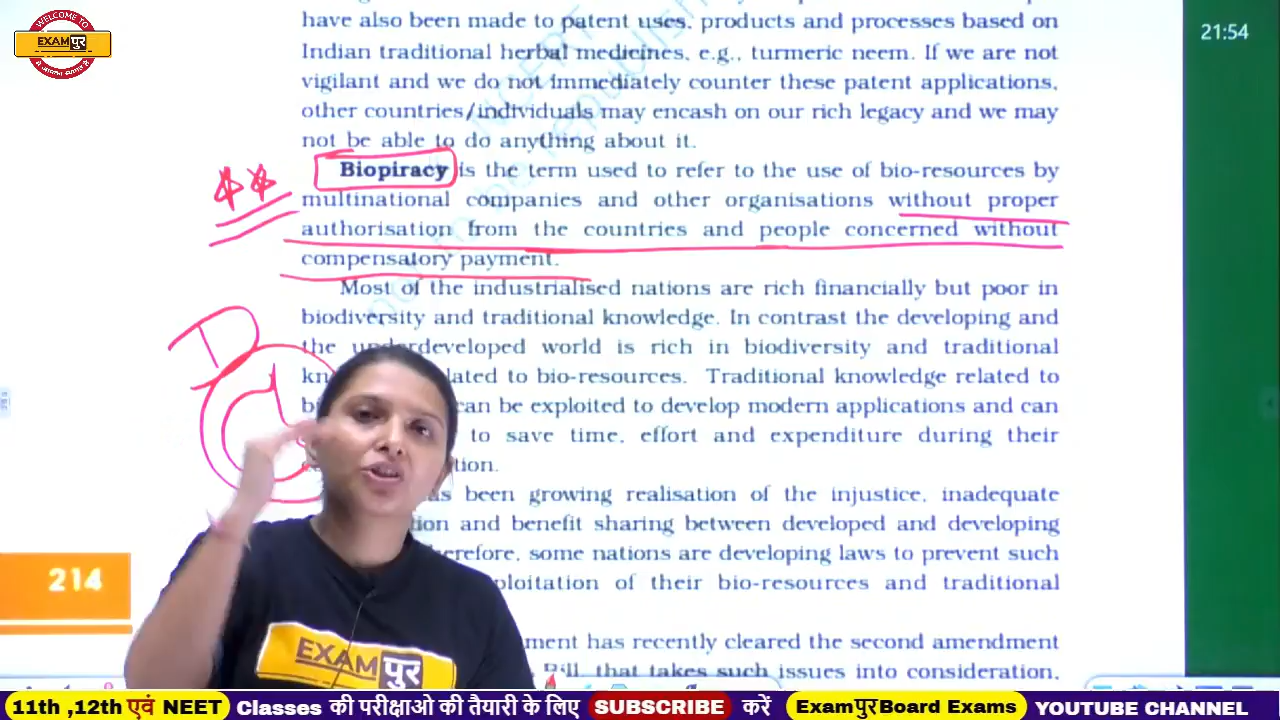 WELCOME TO
EXAMपुर
21:54
have also been made to patent uses, products and processes based on
Indian traditional herbal medicines, e.g., turmeric neem. If we are not
vigilant and we do not immediately counter these patent applications,
other countries/individuals may encash on our rich legacy and we may
not be able to do anything about it.
Biopiracy is the term used to refer to the use of bio-resources by
multinational companies and other organisations without proper
authorisation from the countries and people concerned without
compensatory payment.
Most of the industrialised nations are rich financially but poor in
biodiversity and traditional knowledge. In contrast the developing and
the underdeveloped world is rich in biodiversity and traditional
related to bio-resources. Traditional knowledge related to
can be exploited to develop modern applications and can
to save time, effort and expenditure during their
has been growing realisation of the injustice, inadequate
and benefit sharing between developed and developing
some nations are developing laws to prevent such
of their bio-resources and traditional
214
has recently cleared the second amendment
Bill, that takes such issues into consideration,
EXAMपुर
11th ,12th एवं NEET Classes की परीक्षाओ की तैयारी के लिए SUBSCRIBE करें ExamपुरBoard Exams YOUTUBE CHANNEL